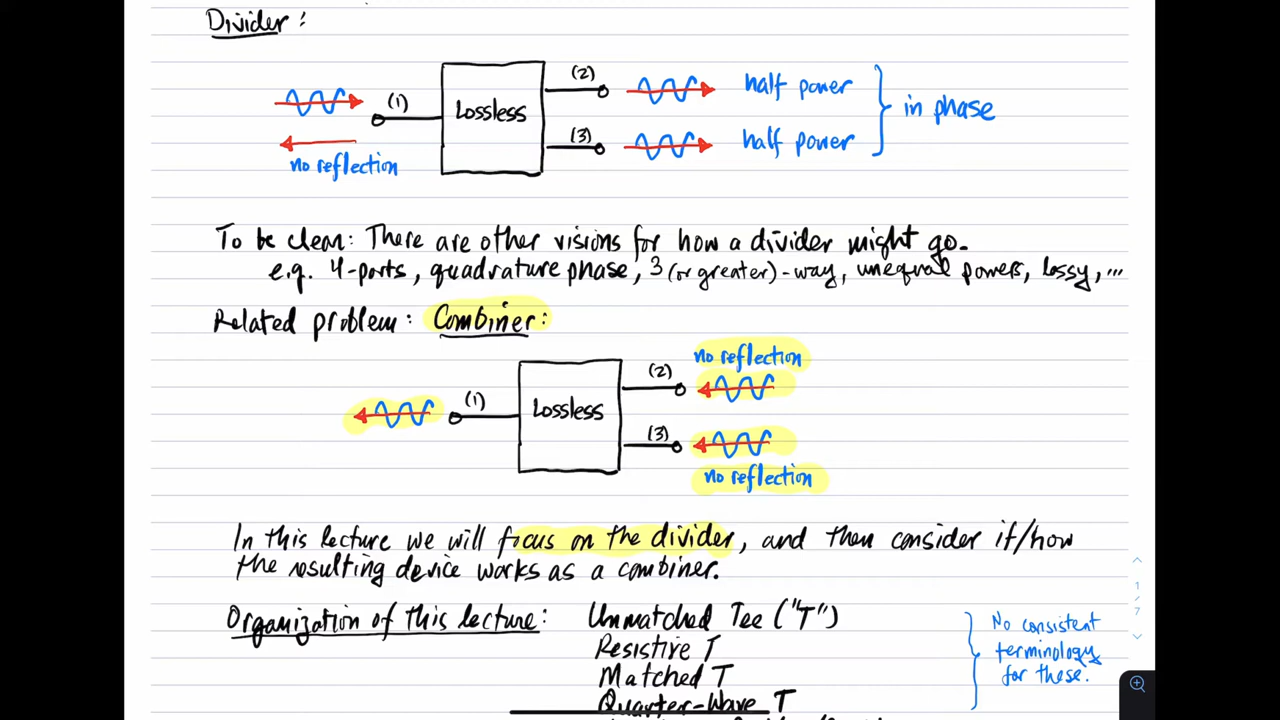 Divider:
(1)
Lossless
(2)
half power
in phase
(3)
half power
no reflection
To be clear: There are other visions for how a divider might go.
e.g. 4-ports, quadrature phase, 3 (or greater)-way, unequal powers, lossy, ...
Related problem: Combiner:
no reflection
(1)
Lossless
(2)
(3)
no reflection
In this lecture we will focus on the divider, and then consider if/how
the resulting device works as a combiner.
Organization of this lecture: Unmatched Tee ("T")
Resistive T
Matched T
Quarter-Wave T
No consistent
terminology
for these.
1
/
7